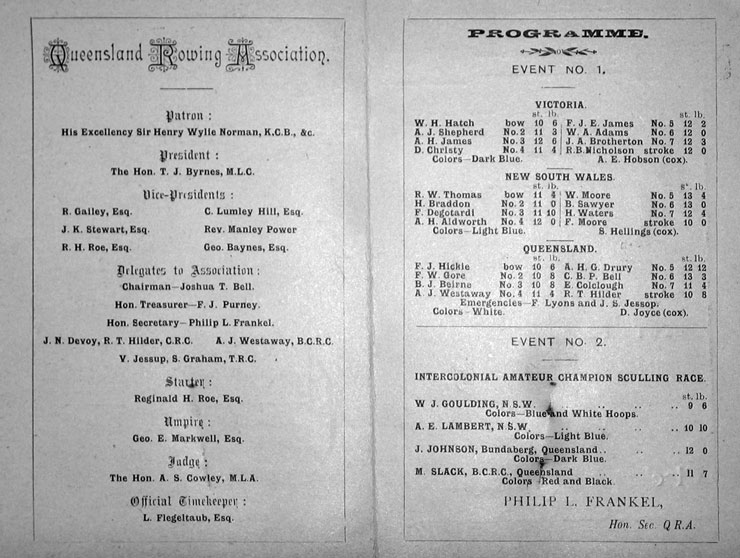 Queensland Rowing Association.
Patron :
His Excellency Sir Henry Wylie Norman, K.C.B., &c.
President :
The Hon. T. J. Byrnes, M.L.C.
Vice-Presidents :
R. Gailey, Esq. C. Lumley Hill, Esq.
J. K. Stewart, Esq. Rev. Manley Power
R. H. Roe, Esq. Geo. Baynes, Esq.
Delegates to Association :
Chairman—Joshua T. Bell.
Hon. Treasurer—F. J. Purney.
Hon. Secretary—Philip L. Frankel.
J. N. Devoy, R. T. Hilder, C.R.C. A. J. Westaway, B.C.R.C.
V. Jessup, S. Graham, T.R.C.
Starter :
Reginald H. Roe, Esq.
Umpire :
Geo. E. Markwell, Esq.
Judge :
The Hon. A. S. Cowley, M.L.A.
Official Timekeeper :
L. Flegeltaub, Esq.
PROGRAMME.
EVENT NO. 1.
VICTORIA.
st. lb. st. lb.
W. H. Hatch bow 10 6 F. J. E. James No. 5 12 2
A. J. Shepherd No. 2 11 3 W. A. Adams No. 6 12 0
A. H. James No. 3 12 6 J. A. Brotherton No. 7 12 3
D. Christy No. 4 11 4 R. B. Nicholson stroke 12 0
Colors—Dark Blue. A. E. Hobson (cox).
NEW SOUTH WALES.
st. lb. st. lb.
R. W. Thomas bow 11 4 W. Moore No. 5 13 4
H. Braddon No. 2 11 0 B. Sawyer No. 6 13 0
F. Degotardi No. 3 11 10 H. Waters No. 7 12 4
A. H. Aldworth No. 4 12 0 F. Moore stroke 10 0
Colors—Light Blue. S. Hellings (cox).
QUEENSLAND.
st. lb. st. lb.
F. J. Hickie bow 10 6 A. H. G. Drury No. 5 12 12
F. W. Gore No. 2 10 8 C. B. P. Bell No. 6 13 3
B. J. Beirne No. 3 10 8 E. Colclough No. 7 11 4
A. J. Westaway No. 4 11 4 R. T. Hilder stroke 10 8
Emergencies—F. Lyons and J. S. Jessop.
Colors—White. D. Joyce (cox).
EVENT NO. 2.
INTERCOLONIAL AMATEUR CHAMPION SCULLING RACE.
st. lb.
W J. GOULDING, N.S.W. .. .. .. .. 9 6
Colors—Blue and White Hoops.
A. E. LAMBERT, N.S.W .. .. .. .. 10 10
Colors—Light Blue.
J. JOHNSON, Bundaberg, Queensland.. .. .. 12 0
Colors—Dark Blue.
M. SLACK, B.C.R.C., Queensland .. .. .. 11 7
Colors—Red and Black.
PHILIP L. FRANKEL,
Hon. Sec. Q R.A.